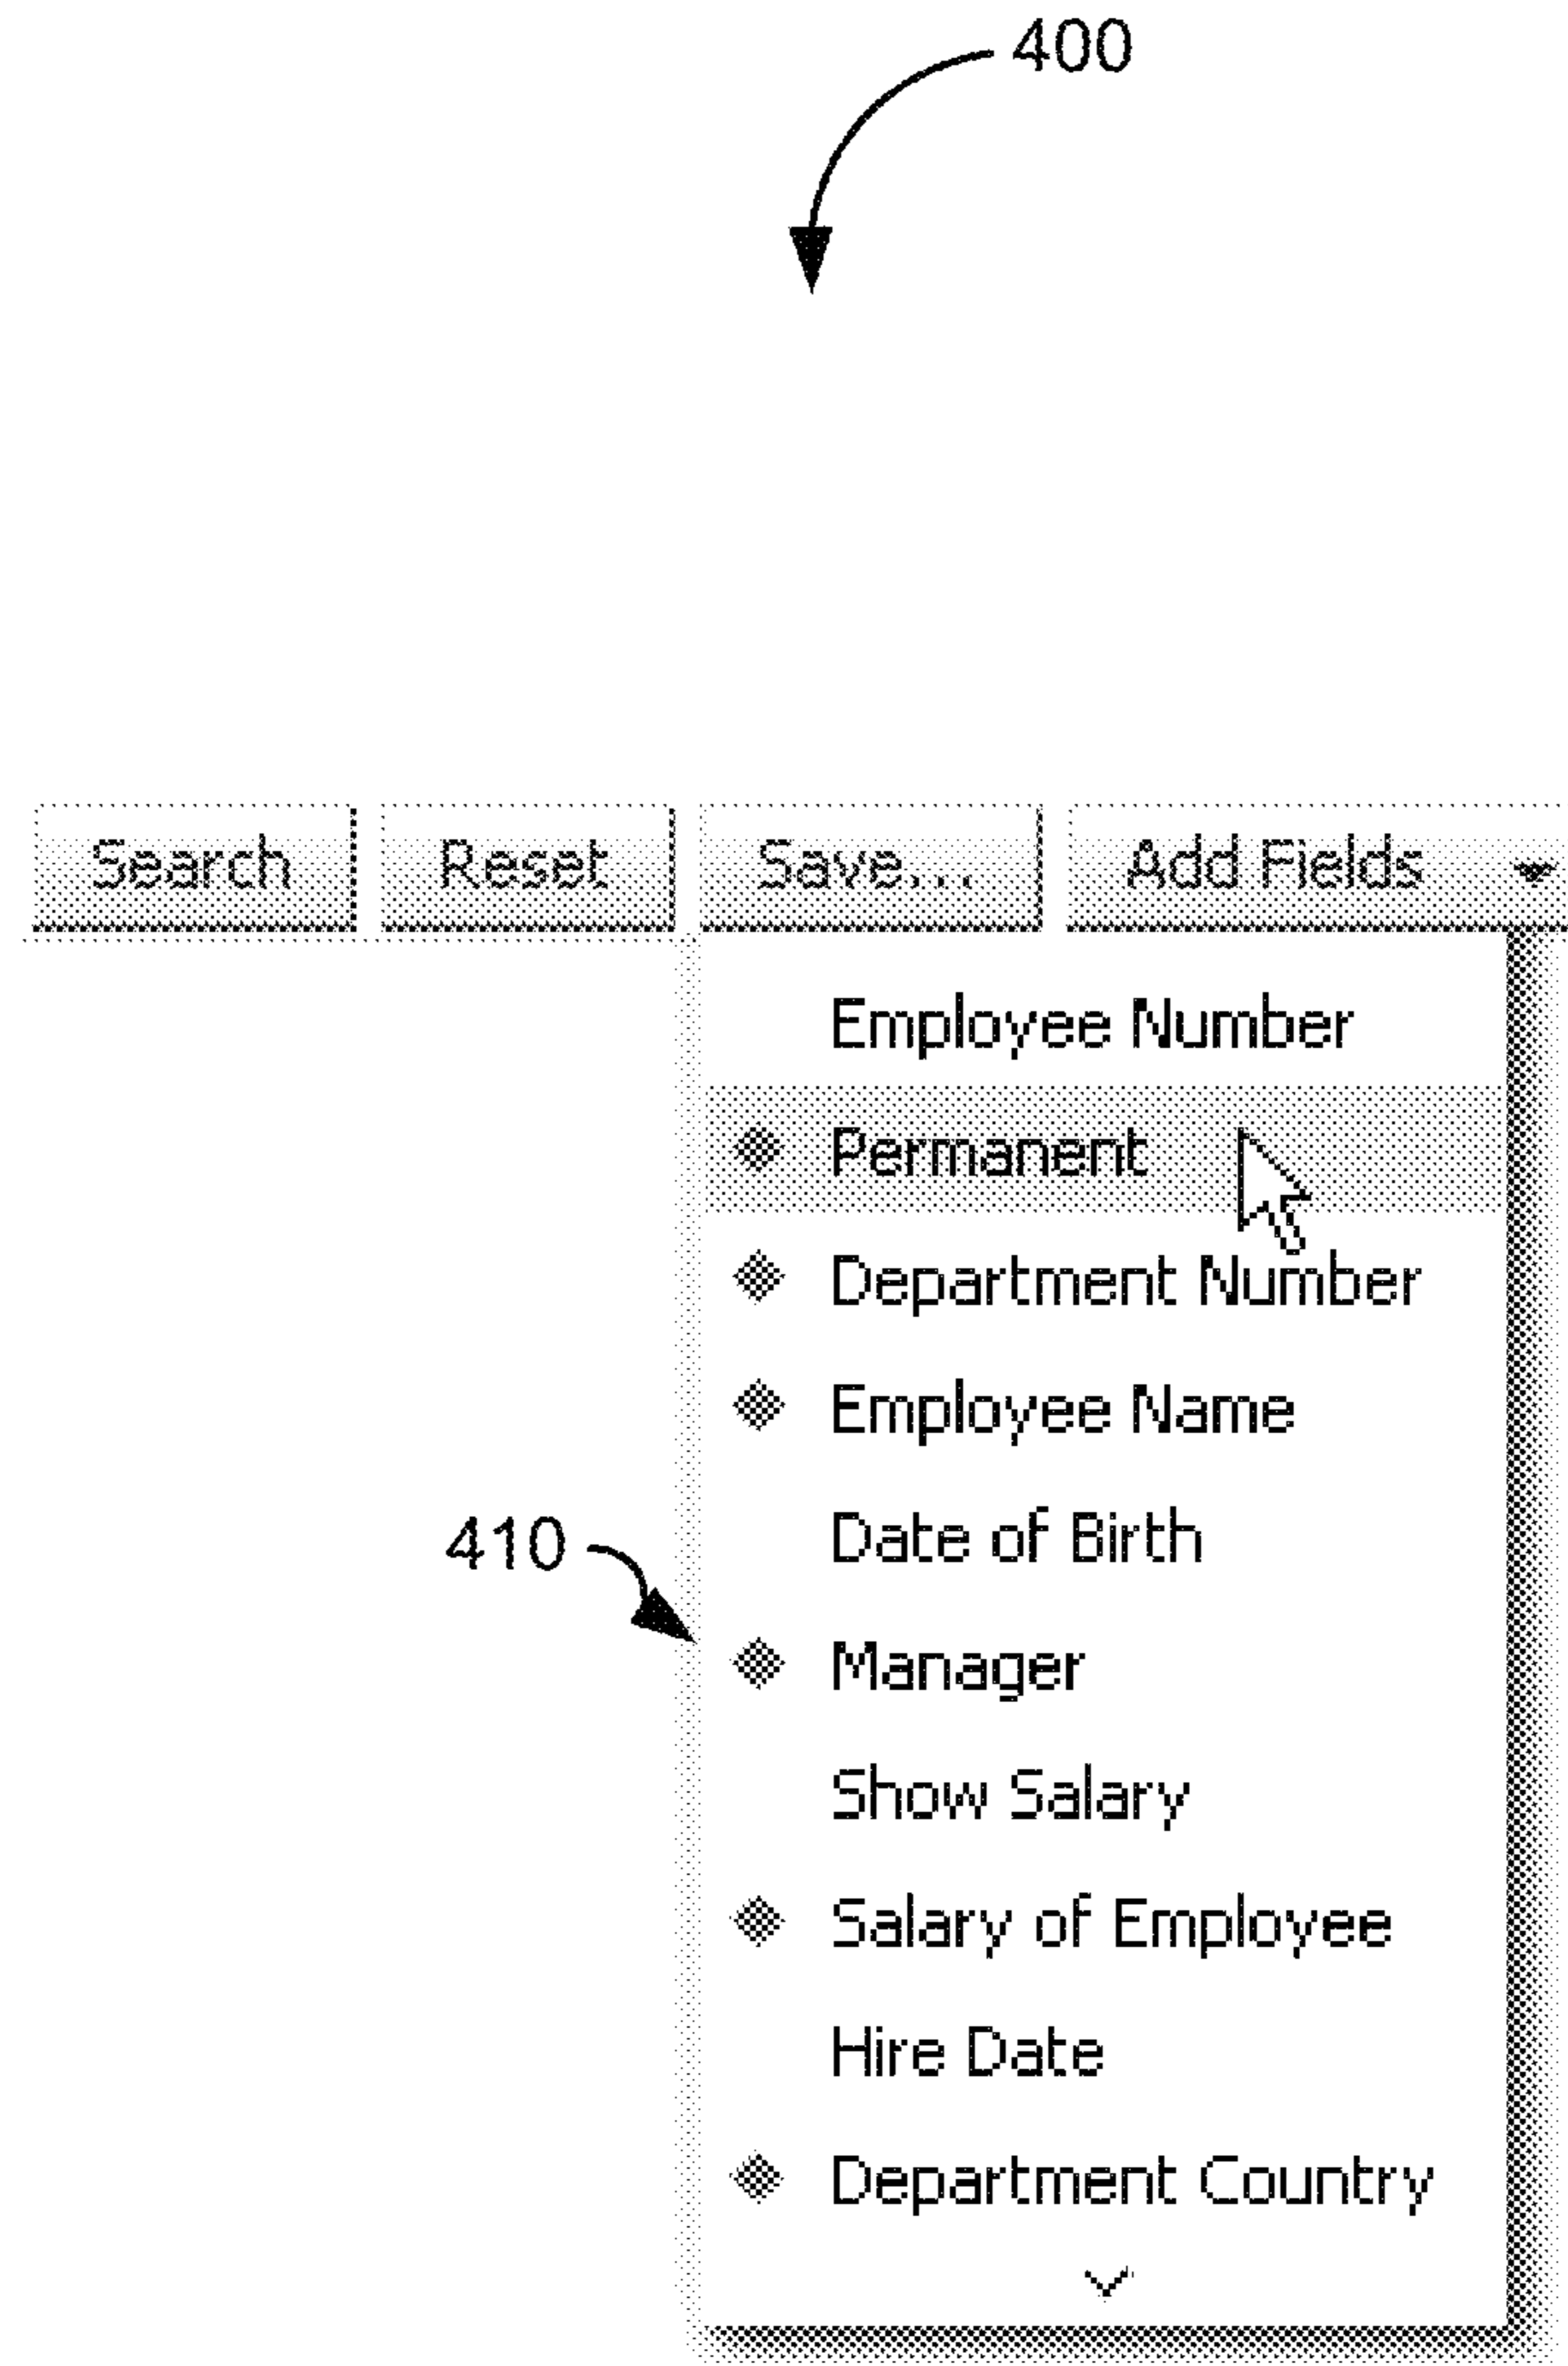 400
Search Reset Save... Add Fields
Employee Number
Permanent
Department Number
Employee Name
Date of Birth
410
Manager
Show Salary
Salary of Employee
Hire Date
Department Country